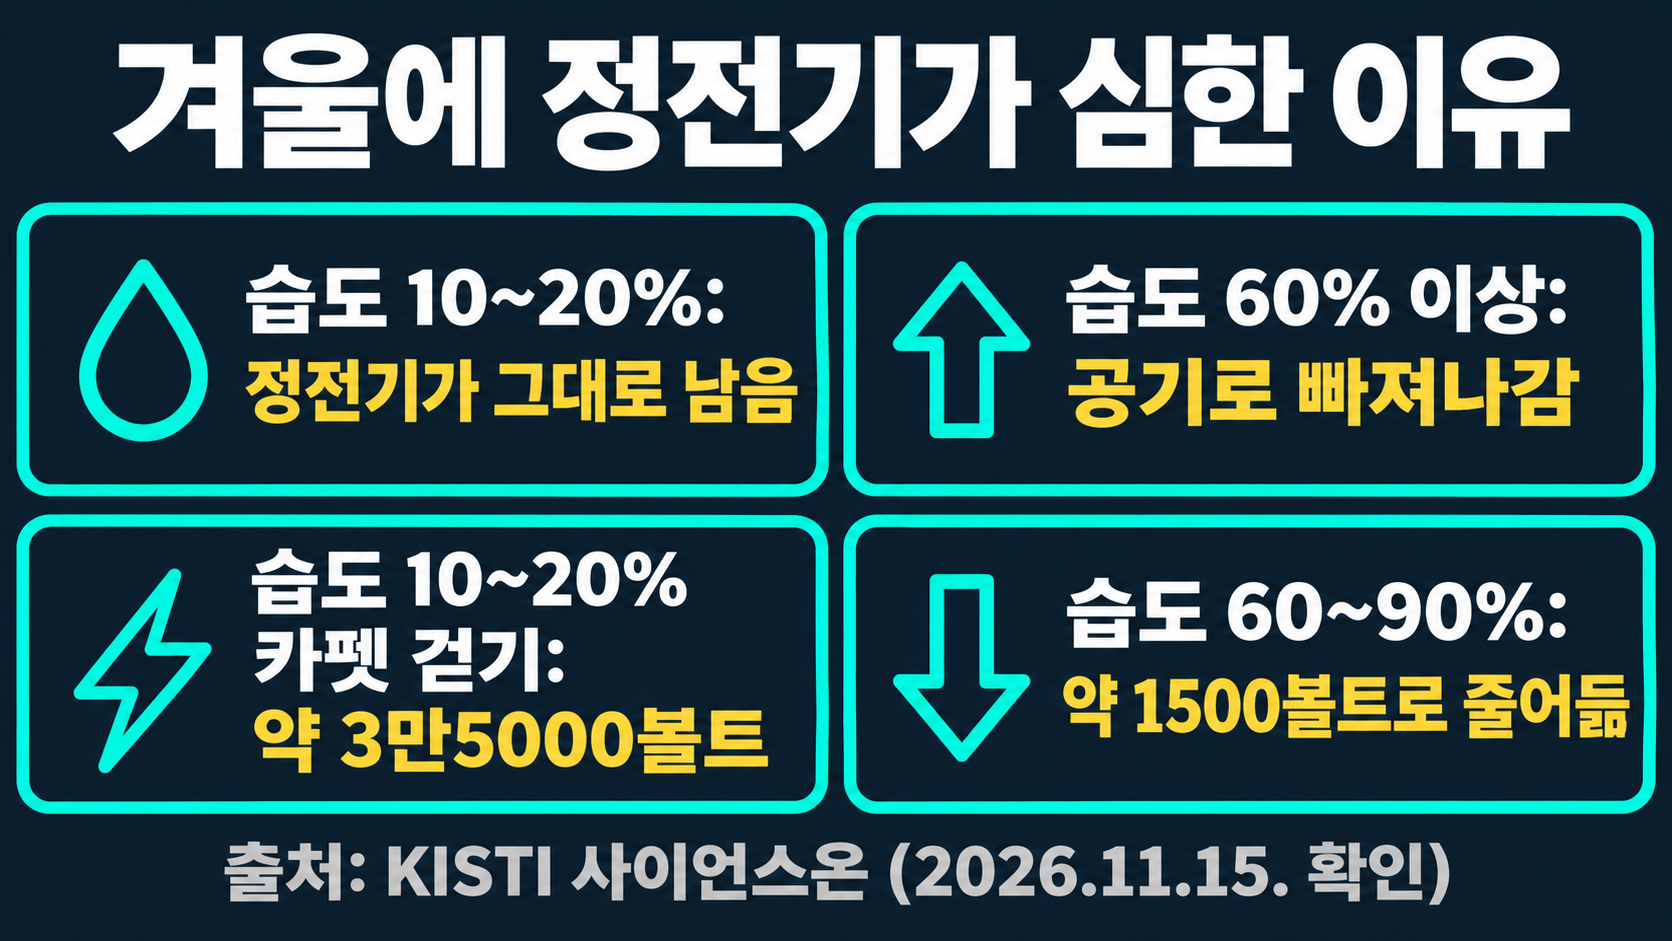 겨울에 정전기가 심한 이유
습도 10~20%:
정전기가 그대로 남음
습도 60% 이상:
공기로 빠져나감
습도 10~20%
카펫 걷기:
약 3만5000볼트
습도 60~90%:
약 1500볼트로 줄어듦
출처: KISTI 사이언스온 (2026.11.15. 확인)